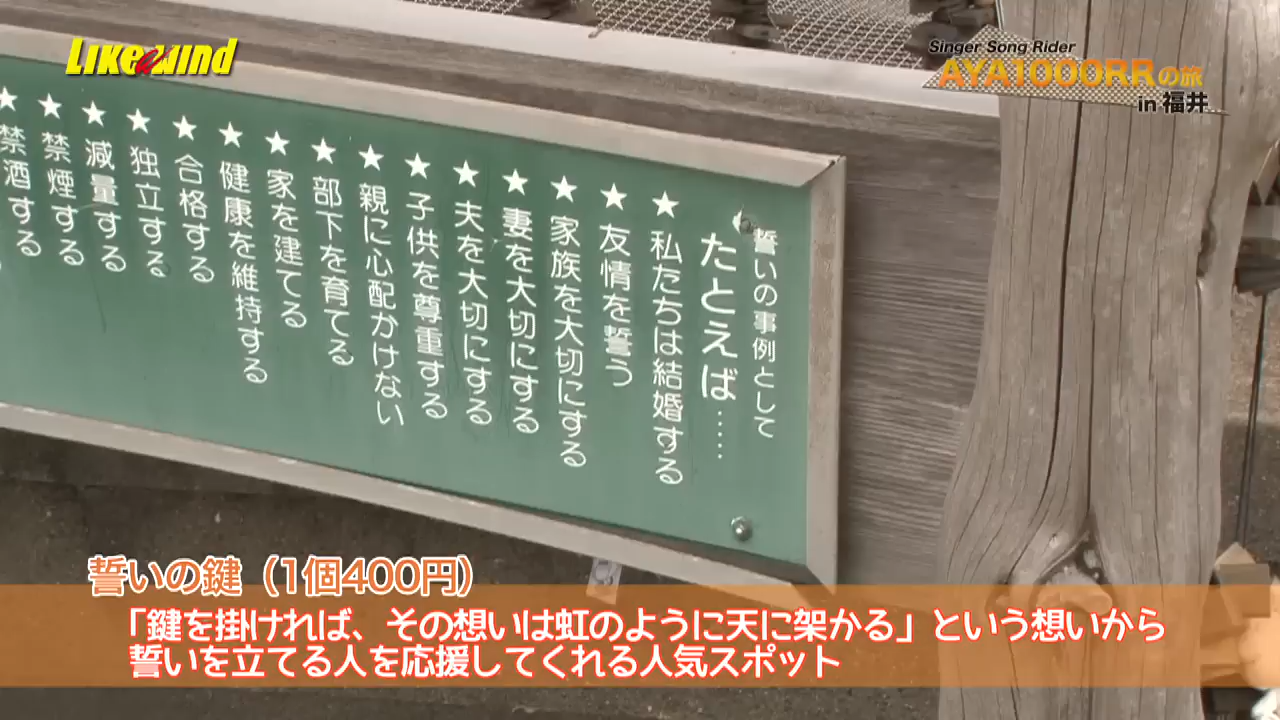 LIKE a WIND
Singer Song Rider
AYA1000RRの旅
in 福井
誓いの事例として
たとえば……
★私たちは結婚する
★友情を誓う
★家族を大切にする
★妻を大切にする
★夫を大切にする
★子供を尊重する
★親に心配かけない
★部下を育てる
★家を建てる
★健康を維持する
★合格する
★独立する
★減量する
★禁煙する
★禁酒する
誓いの鍵（1個400円）
「鍵を掛ければ、その想いは虹のように天に架かる」という想いから
誓いを立てる人を応援してくれる人気スポット